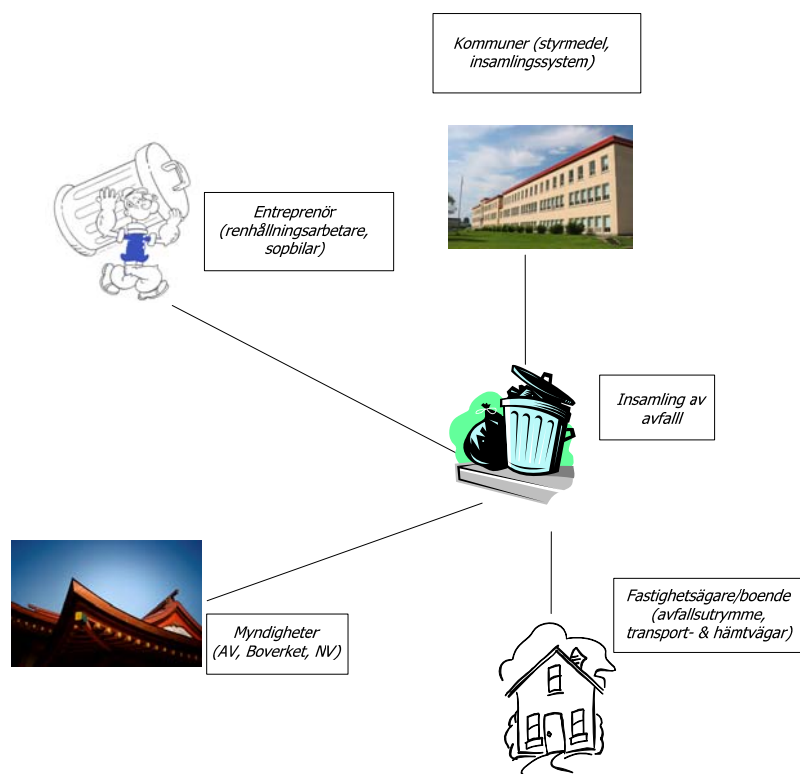 Kommuner (styrmedel,
insamlingssystem)
Entreprenör
(renhållningsarbetare,
sopbilar)
Insamling av
avfalll
Fastighetsägare/boende
(avfallsutrymme,
transport- & hämtvägar)
Myndigheter
(AV, Boverket, NV)